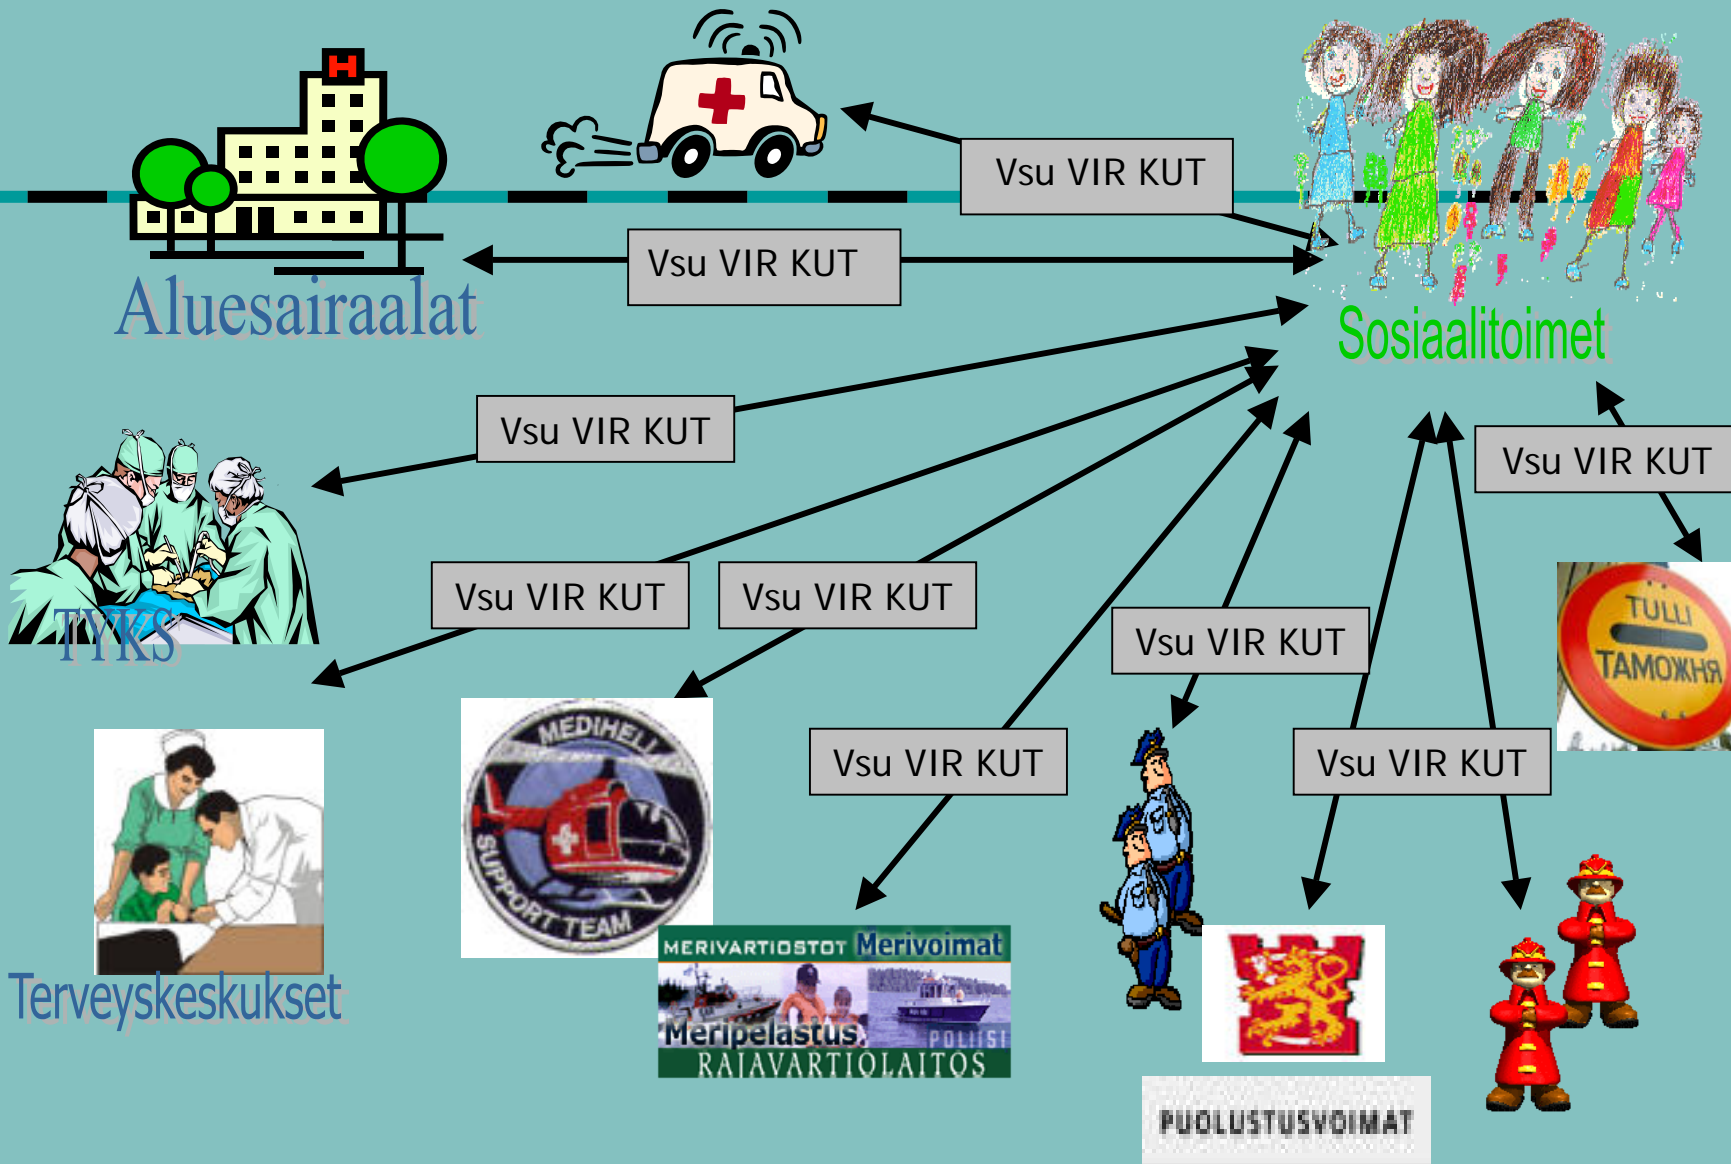 H
Vsu VIR KUT
Vsu VIR KUT
Aluesairaalat
Sosiaalitoimet
Vsu VIR KUT
Vsu VIR KUT
TYKS
Vsu VIR KUT
Vsu VIR KUT
Vsu VIR KUT
TULLI
ТАМОЖНЯ
Vsu VIR KUT
Vsu VIR KUT
MEDIHELI
SUPPORT TEAM
Terveyskeskukset
MERIVARTIOSTOT Merivoimat
Meripelastus
POLIISI
RAJAVARTIOLAITOS
PUOLUSTUSVOIMAT